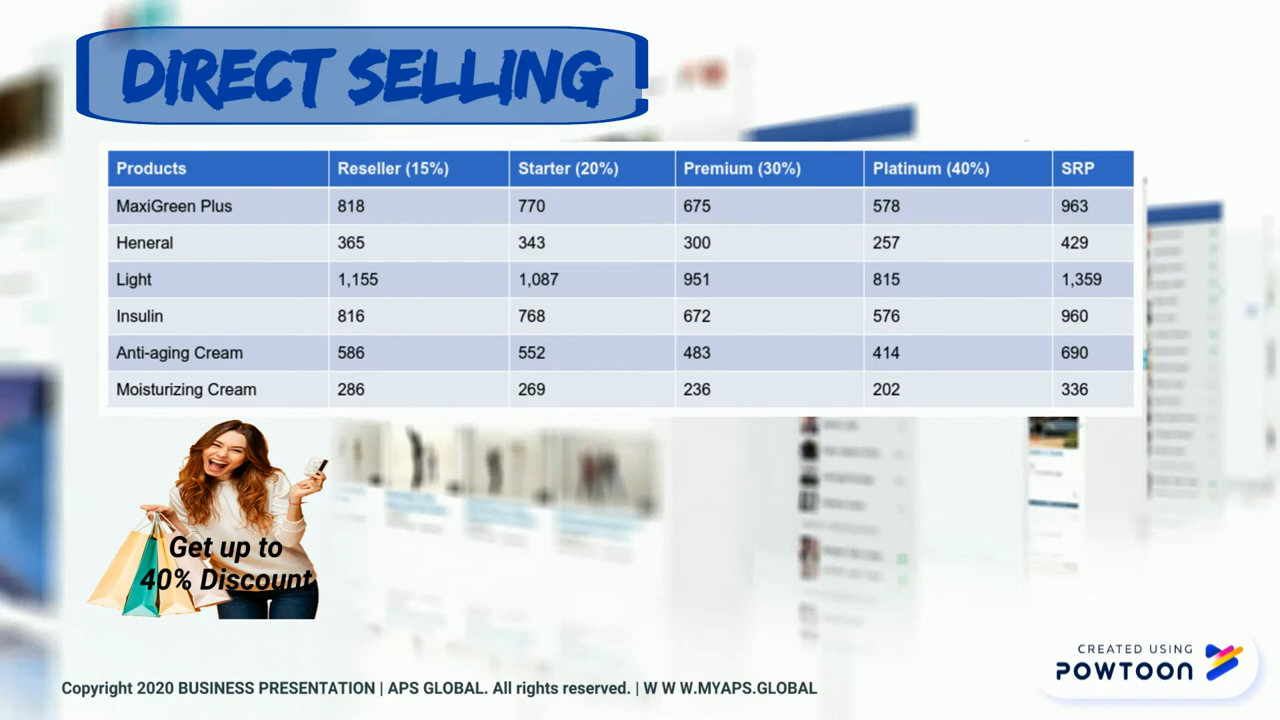 DIRECT SELLING
Products Reseller (15%) Starter (20%) Premium (30%) Platinum (40%) SRP
MaxiGreen Plus 818 770 675 578 963
Heneral 365 343 300 257 429
Light 1,155 1,087 951 815 1,359
Insulin 816 768 672 576 960
Anti-aging Cream 586 552 483 414 690
Moisturizing Cream 286 269 236 202 336
Get up to
40% Discount
CREATED USING
POWTOON
Copyright 2020 BUSINESS PRESENTATION | APS GLOBAL. All rights reserved. | W W W.MYAPS.GLOBAL